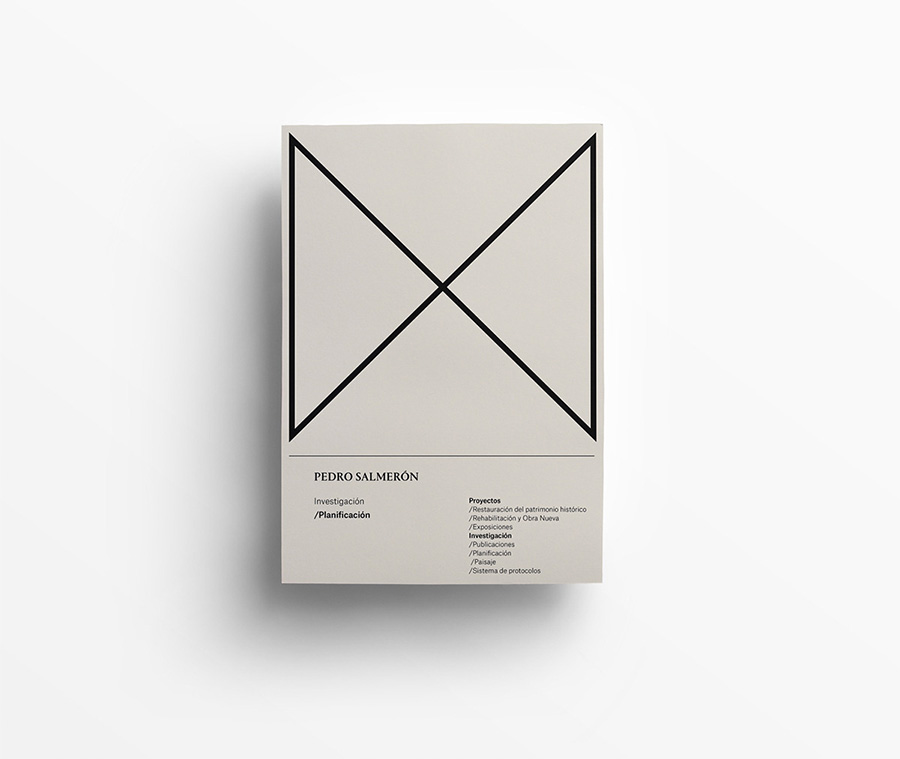 PEDRO SALMERÓN
Investigación
/Planificación
Proyectos
/Restauración del patrimonio histórico
/Rehabilitación y Obra Nueva
/Exposiciones
Investigación
/Publicaciones
/Planificación
/Paisaje
/Sistema de protocolos